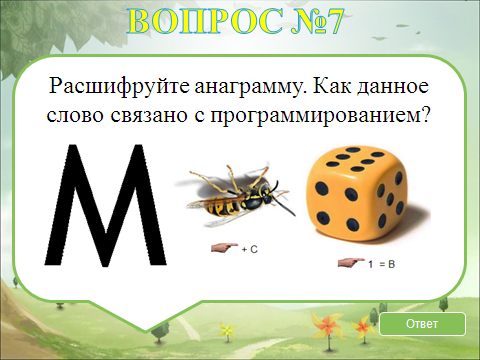 ВОПРОС №7
Расшифруйте анаграмму. Как данное
слово связано с программированием?
М
+ С
1 = В
Ответ